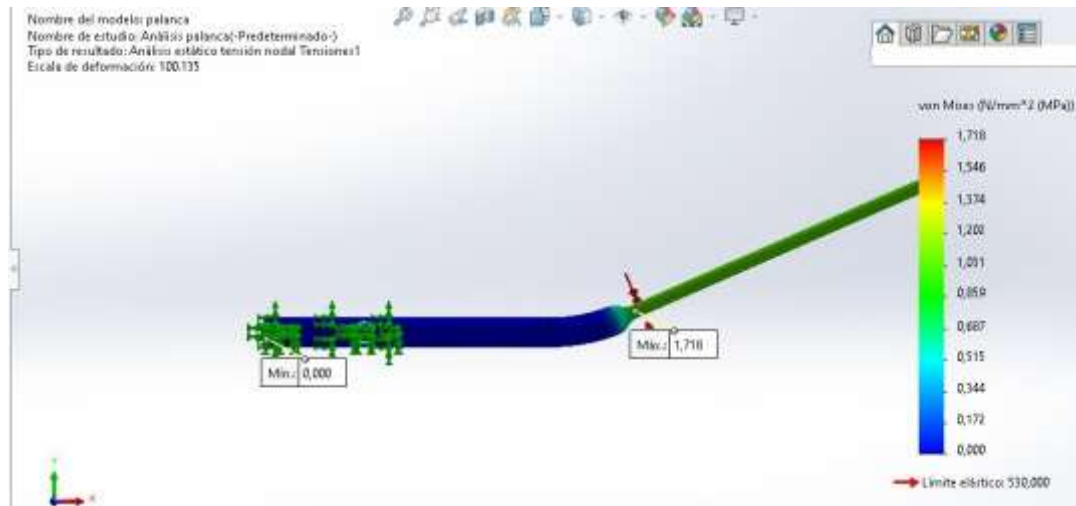 Nombre del modelo: palanca
Nombre de estudio: Análisis palanca(-Predeterminado-)
Tipo de resultado: Análisis estático tensión nodal Tensiones1
Escala de deformación: 100.135
von Mises (N/mm^2 (MPa))
1,718
1,546
1,374
1,202
1,031
0,859
0,687
0,515
0,344
0,172
0,000
Máx.: 1,718
Mín.: 0,000
Límite elástico: 530,000